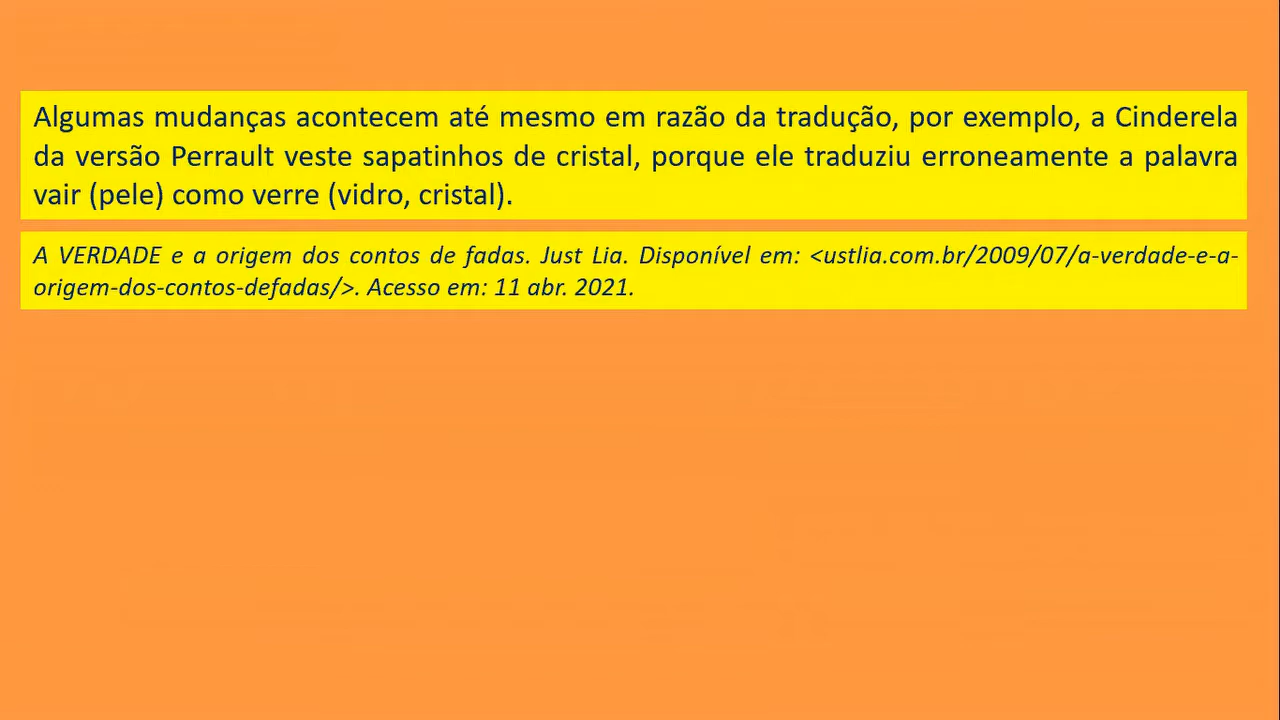 Algumas mudanças acontecem até mesmo em razão da tradução, por exemplo, a Cinderela
da versão Perrault veste sapatinhos de cristal, porque ele traduziu erroneamente a palavra
vair (pele) como verre (vidro, cristal).
A VERDADE e a origem dos contos de fadas. Just Lia. Disponível em: <ustlia.com.br/2009/07/a-verdade-e-a-
origem-dos-contos-defadas/>. Acesso em: 11 abr. 2021.